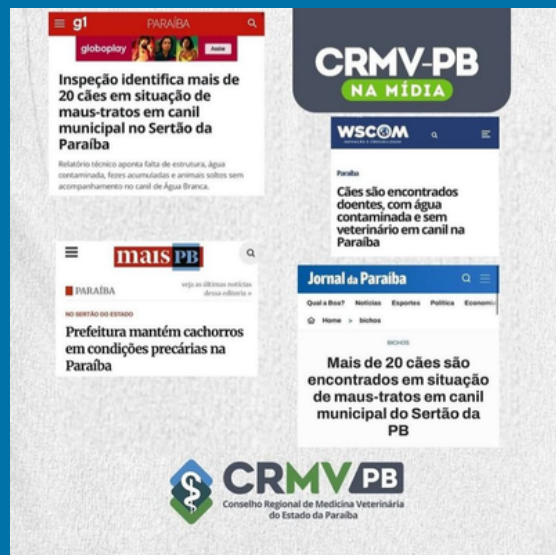 g1
PARAÍBA
globoplay
Assine
Inspeção identifica mais de
20 cães em situação de
maus-tratos em canil
municipal no Sertão da
Paraíba
Relatório técnico aponta falta de estrutura, água
contaminada, fezes acumuladas e animais soltos sem
acompanhamento no canil de Água Branca.
CRMV-PB
NA MÍDIA
WSCOM
Paraíba
Cães são encontrados
doentes, com água
contaminada e sem
veterinário em canil na
Paraíba
mais PB
PARAÍBA
veja as últimas notícias
dessa editoria »
NO SERTÃO DO ESTADO
Prefeitura mantém cachorros
em condições precárias na
Paraíba
Jornal da Paraíba
Qual a Boa? Notícias Esportes Política Economi
Home > bichos
BICHOS
Mais de 20 cães são
encontrados em situação
de maus-tratos em canil
municipal do Sertão da
PB
CRMV PB
Conselho Regional de Medicina Veterinária
do Estado da Paraíba